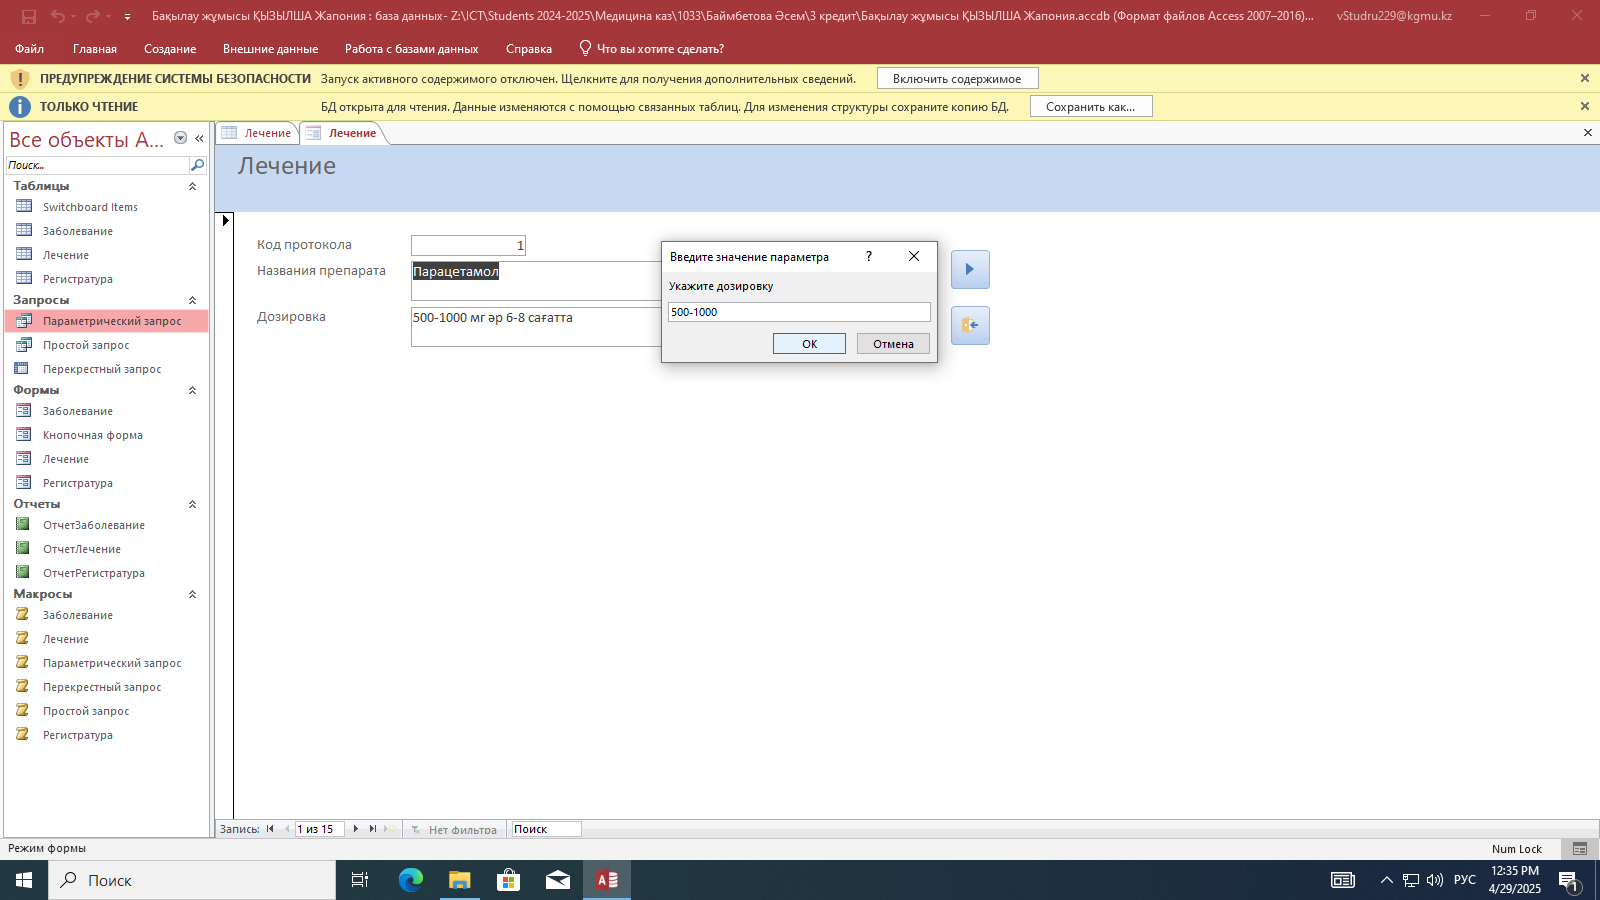 Бақылау жұмысы ҚЫЗЫЛША Жапония : база данных- Z:\ICT\Students 2024-2025\Медицина каз\1033\Баймбетова Әсем\3 кредит\Бақылау жұмысы ҚЫЗЫЛША Жапония.accdb (Формат файлов Access 2007–2016)...
vStudru229@kgmu.kz
Файл Главная Создание Внешние данные Работа с базами данных Справка Что вы хотите сделать?
ПРЕДУПРЕЖДЕНИЕ СИСТЕМЫ БЕЗОПАСНОСТИ Запуск активного содержимого отключен. Щелкните для получения дополнительных сведений. Включить содержимое
ТОЛЬКО ЧТЕНИЕ БД открыта для чтения. Данные изменяются с помощью связанных таблиц. Для изменения структуры сохраните копию БД. Сохранить как...
Все объекты A...
Поиск...
Таблицы
Switchboard Items
Заболевание
Лечение
Регистратура
Запросы
Параметрический запрос
Простой запрос
Перекрестный запрос
Формы
Заболевание
Кнопочная форма
Лечение
Регистратура
Отчеты
ОтчетЗаболевание
ОтчетЛечение
ОтчетРегистратура
Макросы
Заболевание
Лечение
Параметрический запрос
Перекрестный запрос
Простой запрос
Регистратура
Лечение Лечение
Лечение
Код протокола 1
Названия препарата Парацетамол
Дозировка 500-1000 мг әр 6-8 сағатта
Введите значение параметра ?
Укажите дозировку
500-1000
ОК Отмена
Запись: 1 из 15 Нет фильтра Поиск
Режим формы
Num Lock
Поиск
РУС
12:35 PM
4/29/2025
1